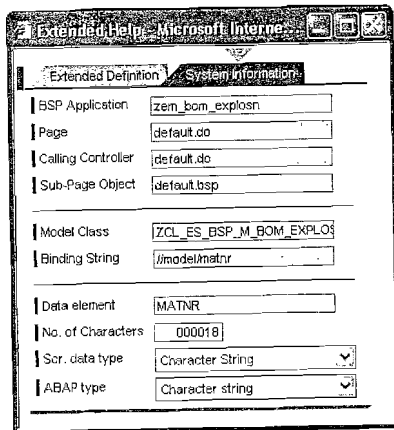 Extended Help - Microsoft Interne...
Extended Definition System Information
BSP Application zem_bom_explosn
Page default.do
Calling Controller default.do
Sub-Page Object default.bsp
Model Class ZCL_ES_BSP_M_BOM_EXPLOS
Binding String //model/matnr
Data element MATNR
No. of Characters 000018
Scr. data type Character String
ABAP type Character string